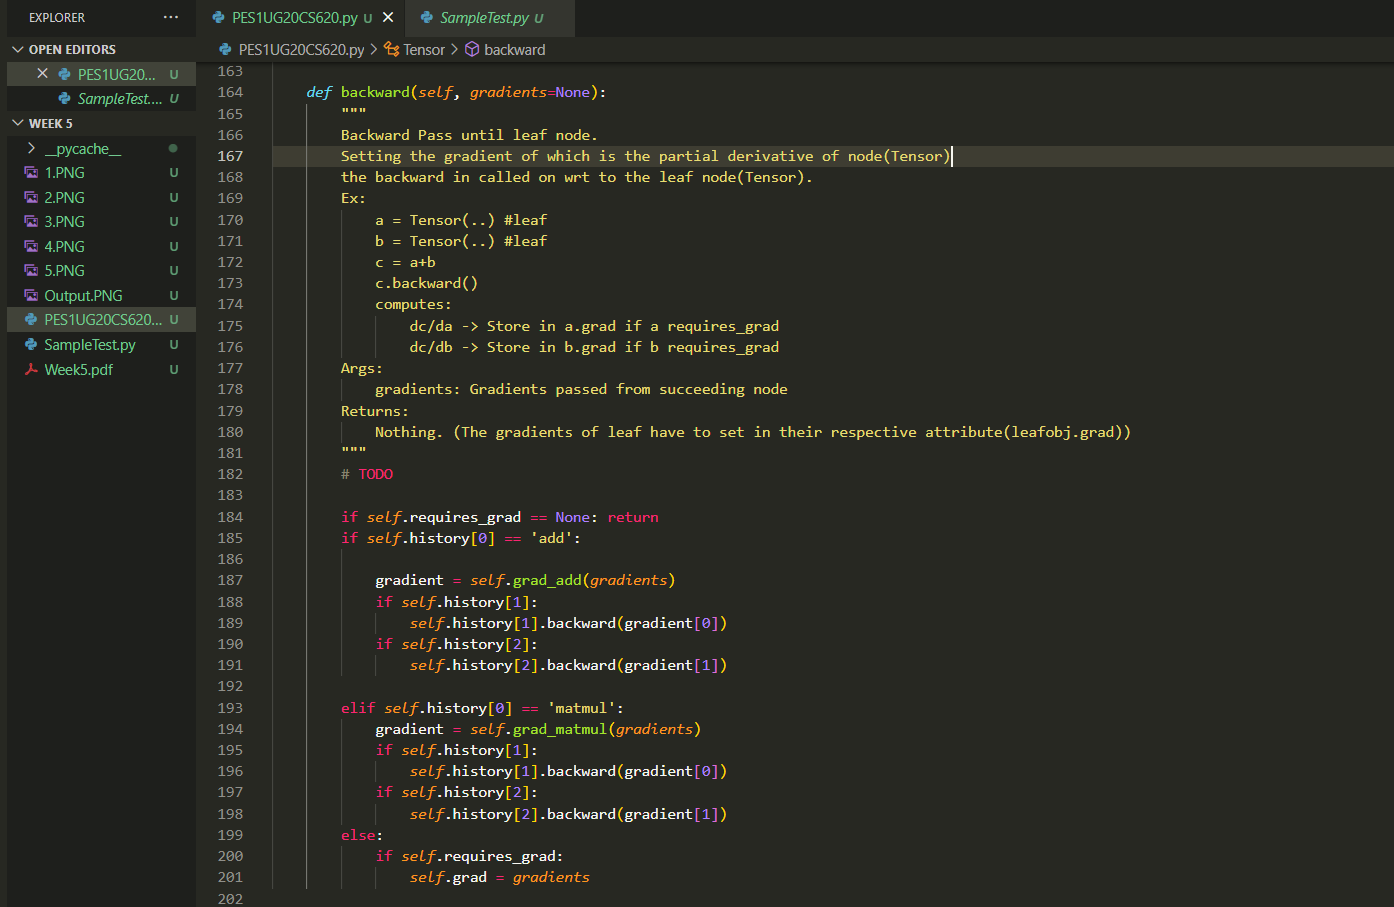 EXPLORER
...
PES1UG20CS620.py U
SampleTest.py U
OPEN EDITORS
PES1UG20CS620.py > Tensor > backward
PES1UG20... U
SampleTest.... U
WEEK 5
__pycache__
1.PNG U
2.PNG U
3.PNG U
4.PNG U
5.PNG U
Output.PNG U
PES1UG20CS620... U
SampleTest.py U
Week5.pdf U
163
164 def backward(self, gradients=None):
165 """
166 Backward Pass until leaf node.
167 Setting the gradient of which is the partial derivative of node(Tensor)
168 the backward in called on wrt to the leaf node(Tensor).
169 Ex:
170 a = Tensor(..) #leaf
171 b = Tensor(..) #leaf
172 c = a+b
173 c.backward()
174 computes:
175 dc/da -> Store in a.grad if a requires_grad
176 dc/db -> Store in b.grad if b requires_grad
177 Args:
178 gradients: Gradients passed from succeeding node
179 Returns:
180 Nothing. (The gradients of leaf have to set in their respective attribute(leafobj.grad))
181 """
182 # TODO
183
184 if self.requires_grad == None: return
185 if self.history[0] == 'add':
186
187 gradient = self.grad_add(gradients)
188 if self.history[1]:
189 self.history[1].backward(gradient[0])
190 if self.history[2]:
191 self.history[2].backward(gradient[1])
192
193 elif self.history[0] == 'matmul':
194 gradient = self.grad_matmul(gradients)
195 if self.history[1]:
196 self.history[1].backward(gradient[0])
197 if self.history[2]:
198 self.history[2].backward(gradient[1])
199 else:
200 if self.requires_grad:
201 self.grad = gradients
202